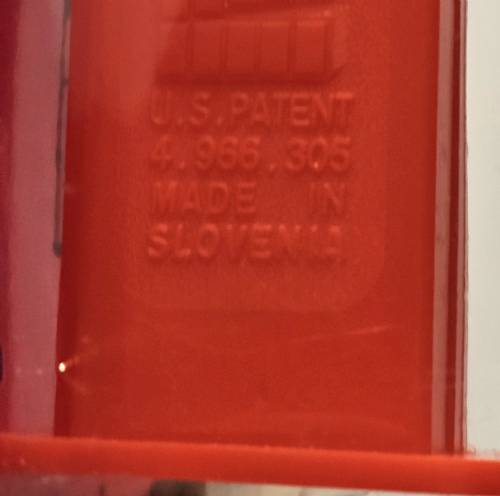 U.S. PATENT
4.966.305
MADE IN
SLOVENIA